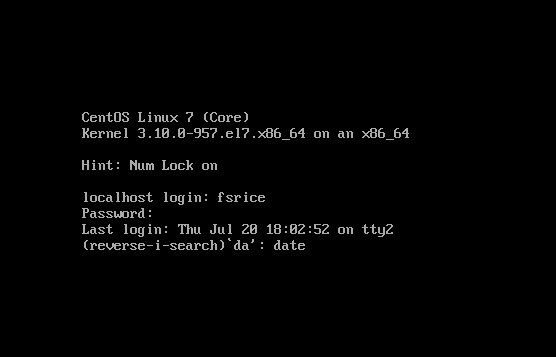 CentOS Linux 7 (Core)
Kernel 3.10.0-957.el7.x86_64 on an x86_64
Hint: Num Lock on
localhost login: fsrice
Password:
Last login: Thu Jul 20 18:02:52 on tty2
(reverse-i-search)`da': date